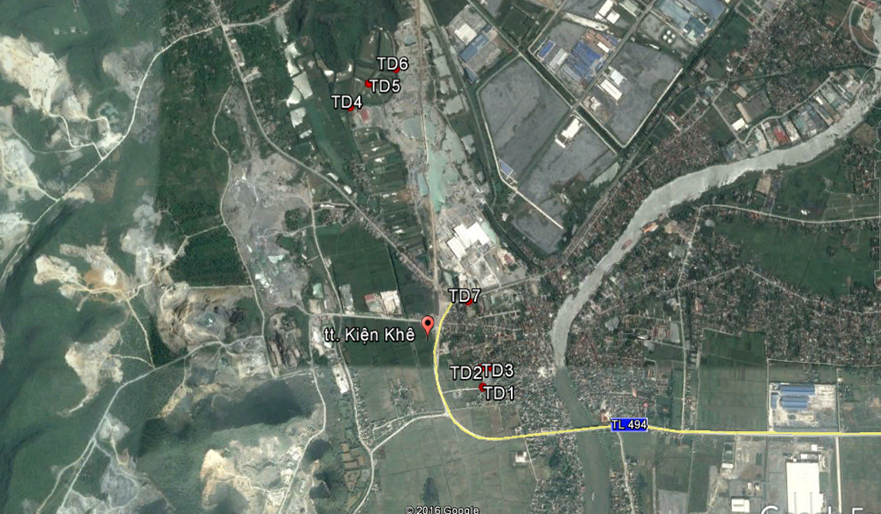 TD6
TD5
TD4
TD7
tt. Kiện Khê
TD2
TD3
TD1
TL 494
© 2016 Google